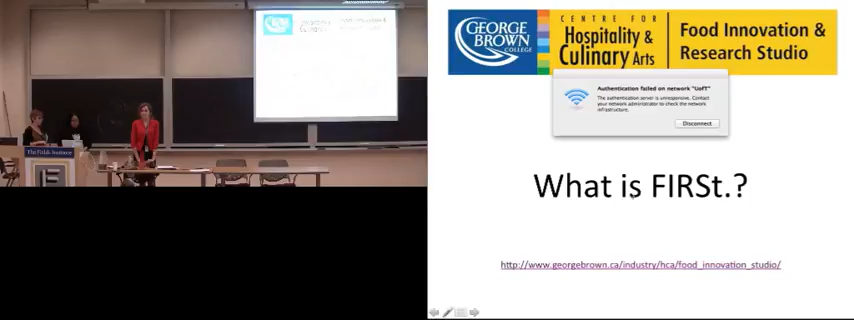 The Fields Institute
GEORGE
BROWN
COLLEGE
CENTRE FOR
Hospitality &
Culinary Arts
Food Innovation &
Research Studio
Authentication failed on network "UofT"
The authentication server is unresponsive. Contact
your network administrator to check the network
infrastructure.
Disconnect
What is FIRSt.?
http://www.georgebrown.ca/industry/hca/food_innovation_studio/